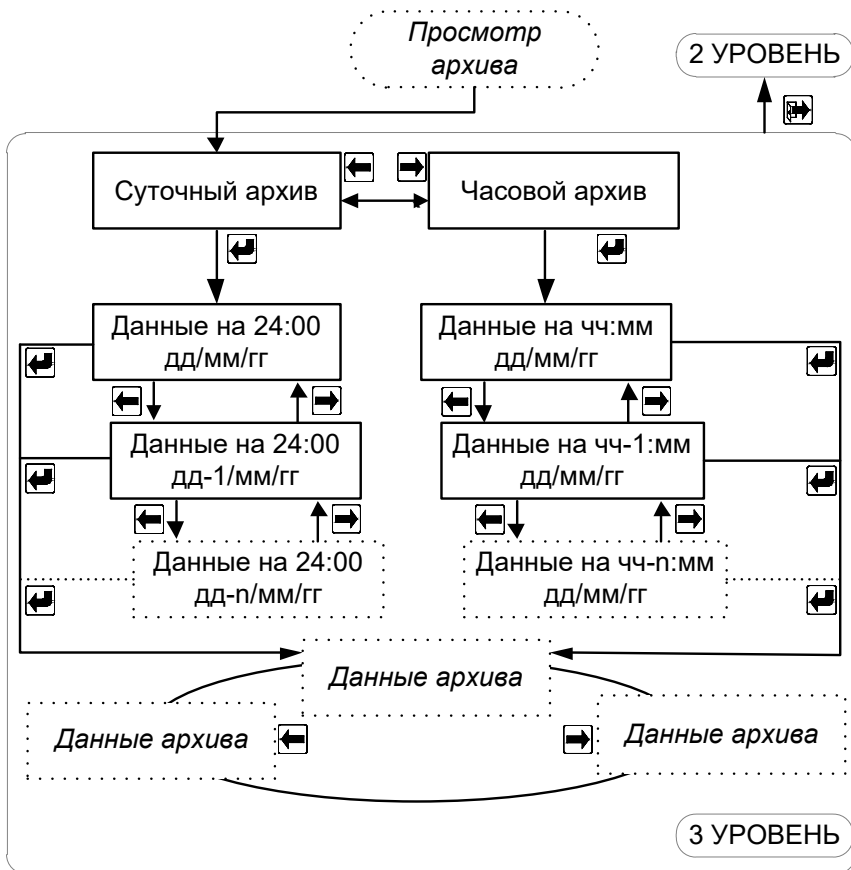 Просмотр
архива
2 УРОВЕНЬ
Суточный архив
Часовой архив
Данные на 24:00
дд/мм/гг
Данные на чч:мм
дд/мм/гг
Данные на 24:00
дд-1/мм/гг
Данные на чч-1:мм
дд/мм/гг
Данные на 24:00
дд-n/мм/гг
Данные на чч-n:мм
дд/мм/гг
Данные архива
Данные архива
Данные архива
3 УРОВЕНЬ